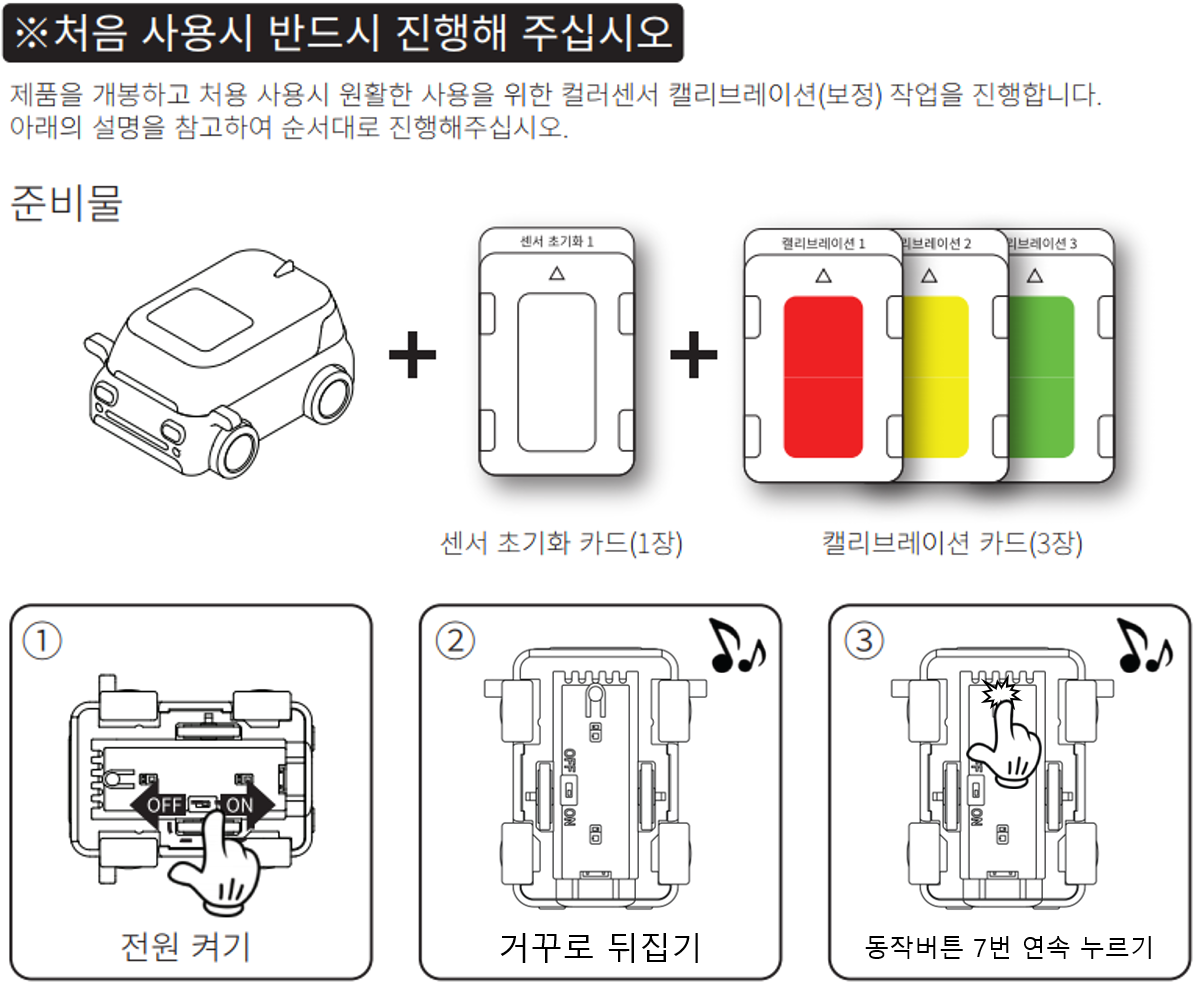 ※처음 사용시 반드시 진행해 주십시오
제품을 개봉하고 처용 사용시 원활한 사용을 위한 컬러센서 캘리브레이션(보정) 작업을 진행합니다.
아래의 설명을 참고하여 순서대로 진행해주십시오.
준비물
센서 초기화 1
캘리브레이션 1
리브레이션 2
리브레이션 3
센서 초기화 카드(1장)
캘리브레이션 카드(3장)
①
OFF ON
전원 켜기
②
OFF
ON
거꾸로 뒤집기
③
FF
ON
동작버튼 7번 연속 누르기